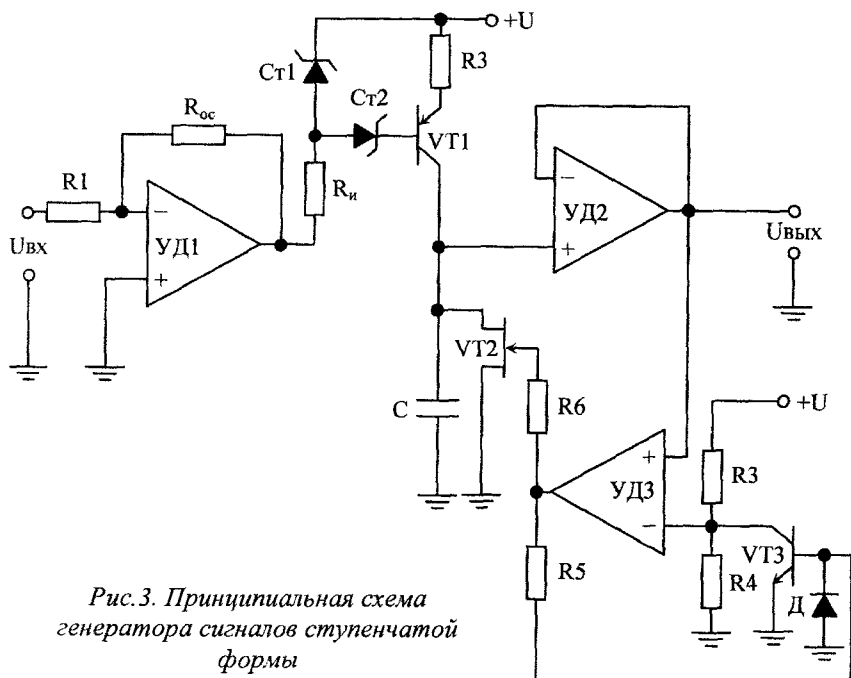 +U
R3
Ст1
Ст2
VT1
Rос
R1
Rи
−
УД1
+
Uвх
−
УД2
+
Uвых
VT2
C
R6
+U
R3
+
УД3
−
VT3
R5
R4
Д
Рис.3. Принципиальная схема
генератора сигналов ступенчатой
формы